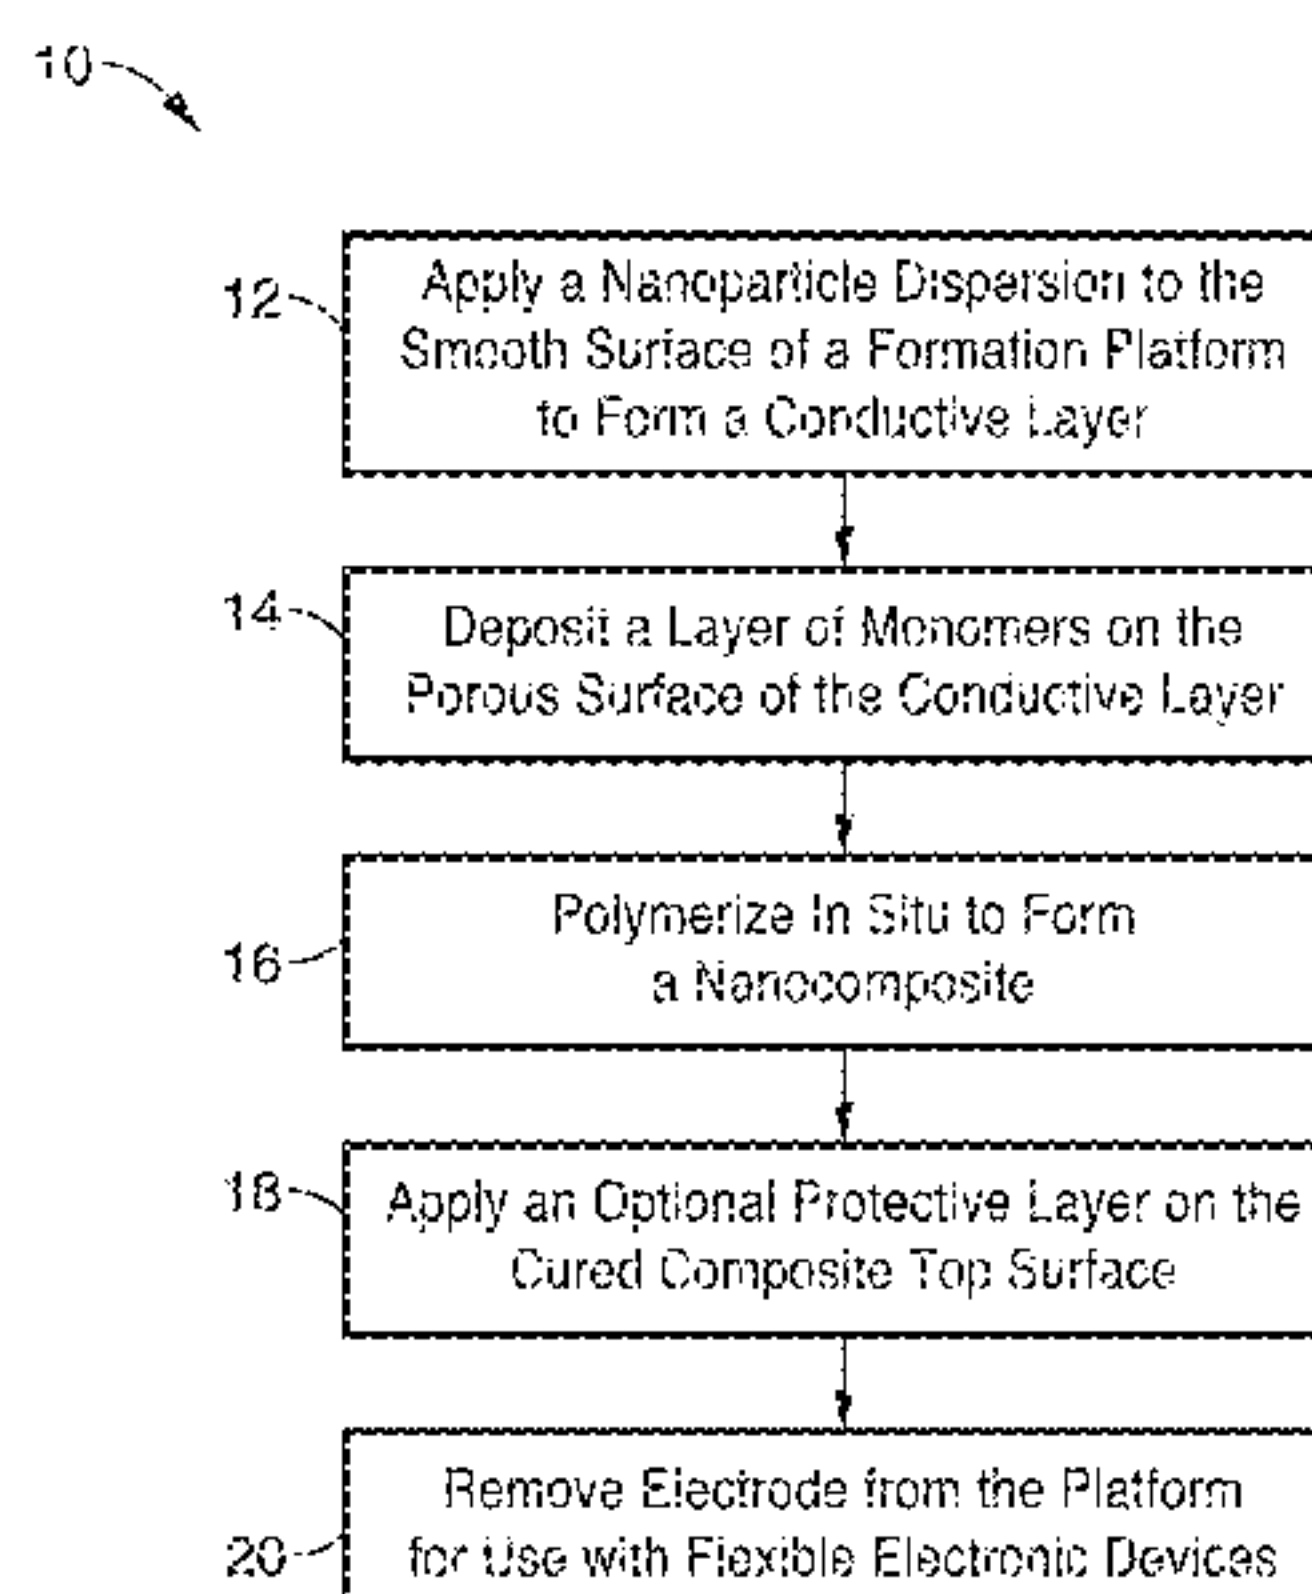 10
12
Apply a Nanoparticle Dispersion to the
Smooth Surface of a Formation Platform
to Form a Conductive Layer
14
Deposit a Layer of Monomers on the
Porous Surface of the Conductive Layer
16
Polymerize In Situ to Form
a Nanocomposite
18
Apply an Optional Protective Layer on the
Cured Composite Top Surface
20
Remove Electrode from the Platform
for Use with Flexible Electronic Devices